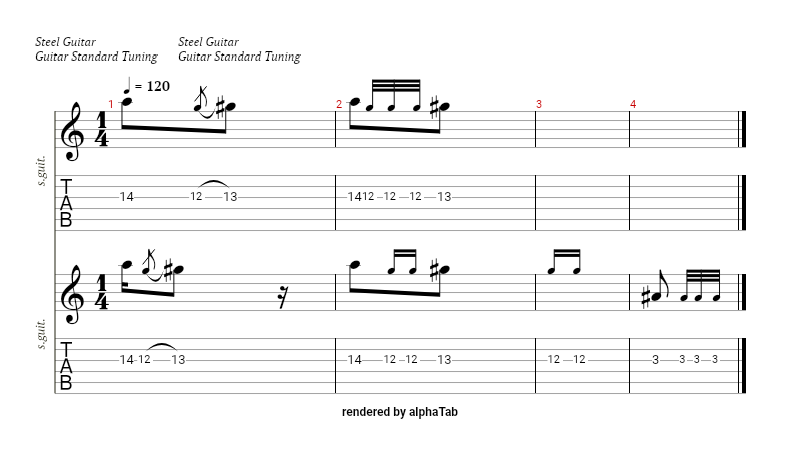 Steel Guitar Steel Guitar
Guitar Standard Tuning Guitar Standard Tuning
= 120
1 2 3 4
1
4
s.guit.
T
A
B
14 12 13 14 12 12 12 13
1
4
s.guit.
T
A
B
14 12 13 14 12 12 13 12 12 3 3 3 3
rendered by alphaTab